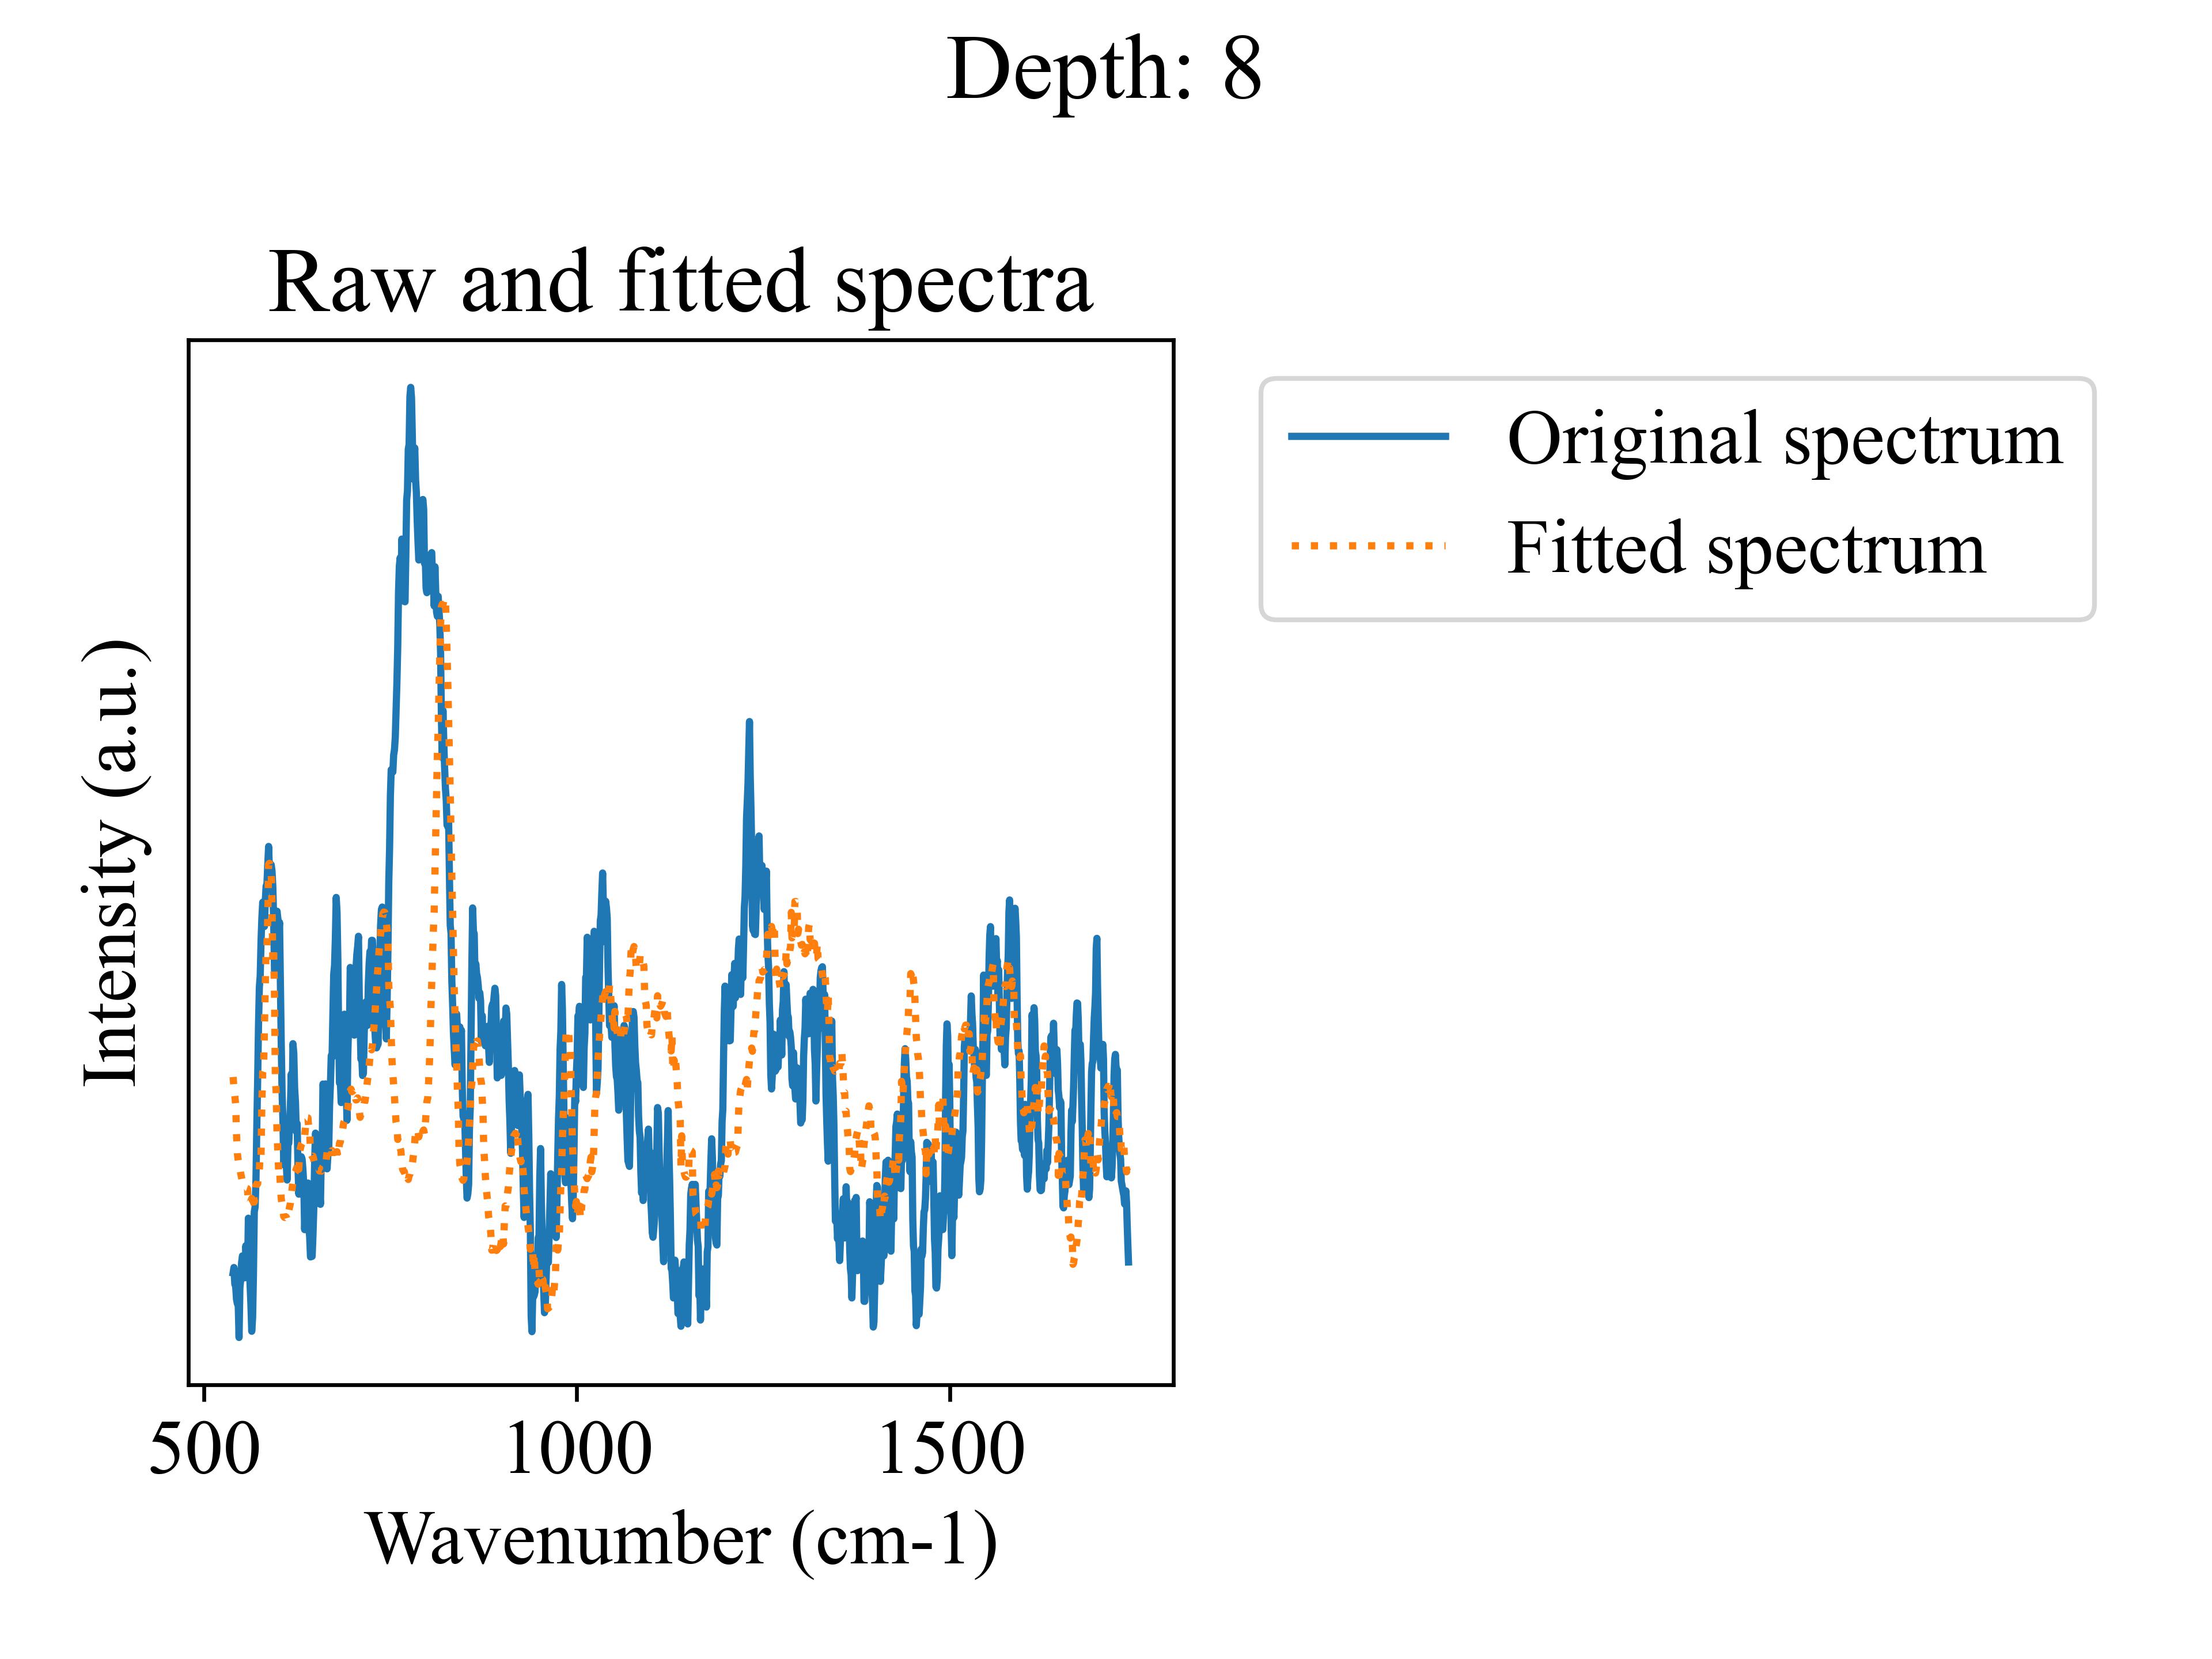 Depth: 8
Raw and fitted spectra
Original spectrum
Fitted spectrum
Intensity (a.u.)
500 1000 1500
Wavenumber (cm-1)